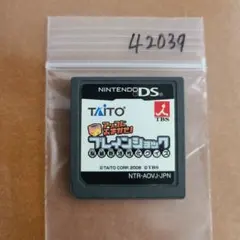 42039
NINTENDO DS
TAITO
TBS
ブレインショック
© TAITO CORP. 2006 © TBS
NTR-AOVJ-JPN